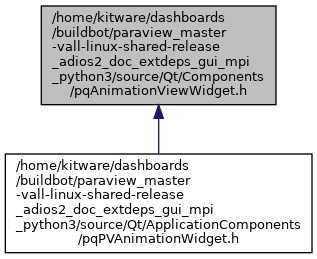 /home/kitware/dashboards
/buildbot/paraview_master
-vall-linux-shared-release
_adios2_doc_extdeps_gui_mpi
_python3/source/Qt/Components
/pqAnimationViewWidget.h
/home/kitware/dashboards
/buildbot/paraview_master
-vall-linux-shared-release
_adios2_doc_extdeps_gui_mpi
_python3/source/Qt/ApplicationComponents
/pqPVAnimationWidget.h